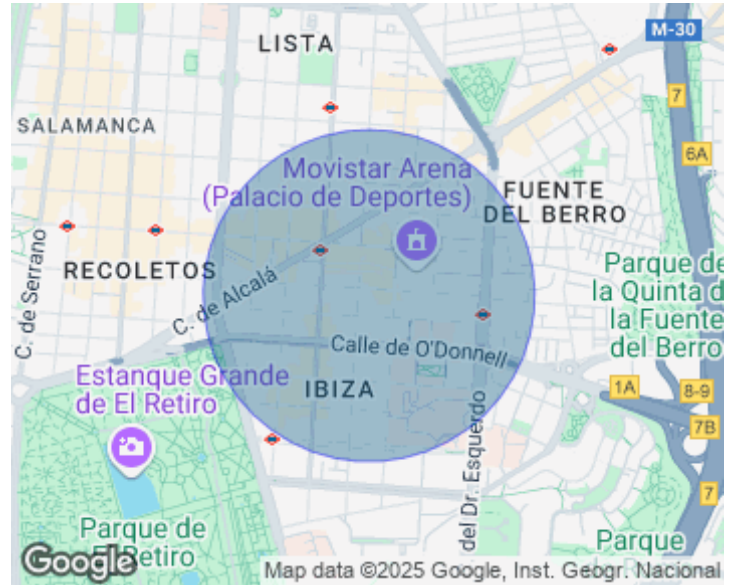 M-30
LISTA
7
SALAMANCA
6A
Movistar Arena
(Palacio de Deportes)
FUENTE
DEL BERRO
C. de Serrano
RECOLETOS
C. de Alcalá
Parque de
la Quinta d
la Fuente
del Berro
Calle de O'Donnell
Estanque Grande
de El Retiro
IBIZA
1A
8-9
7B
del Dr. Esquerdo
7
Parque de
El Retiro
Parque
Google
Map data ©2025 Google, Inst. Geogr. Nacional